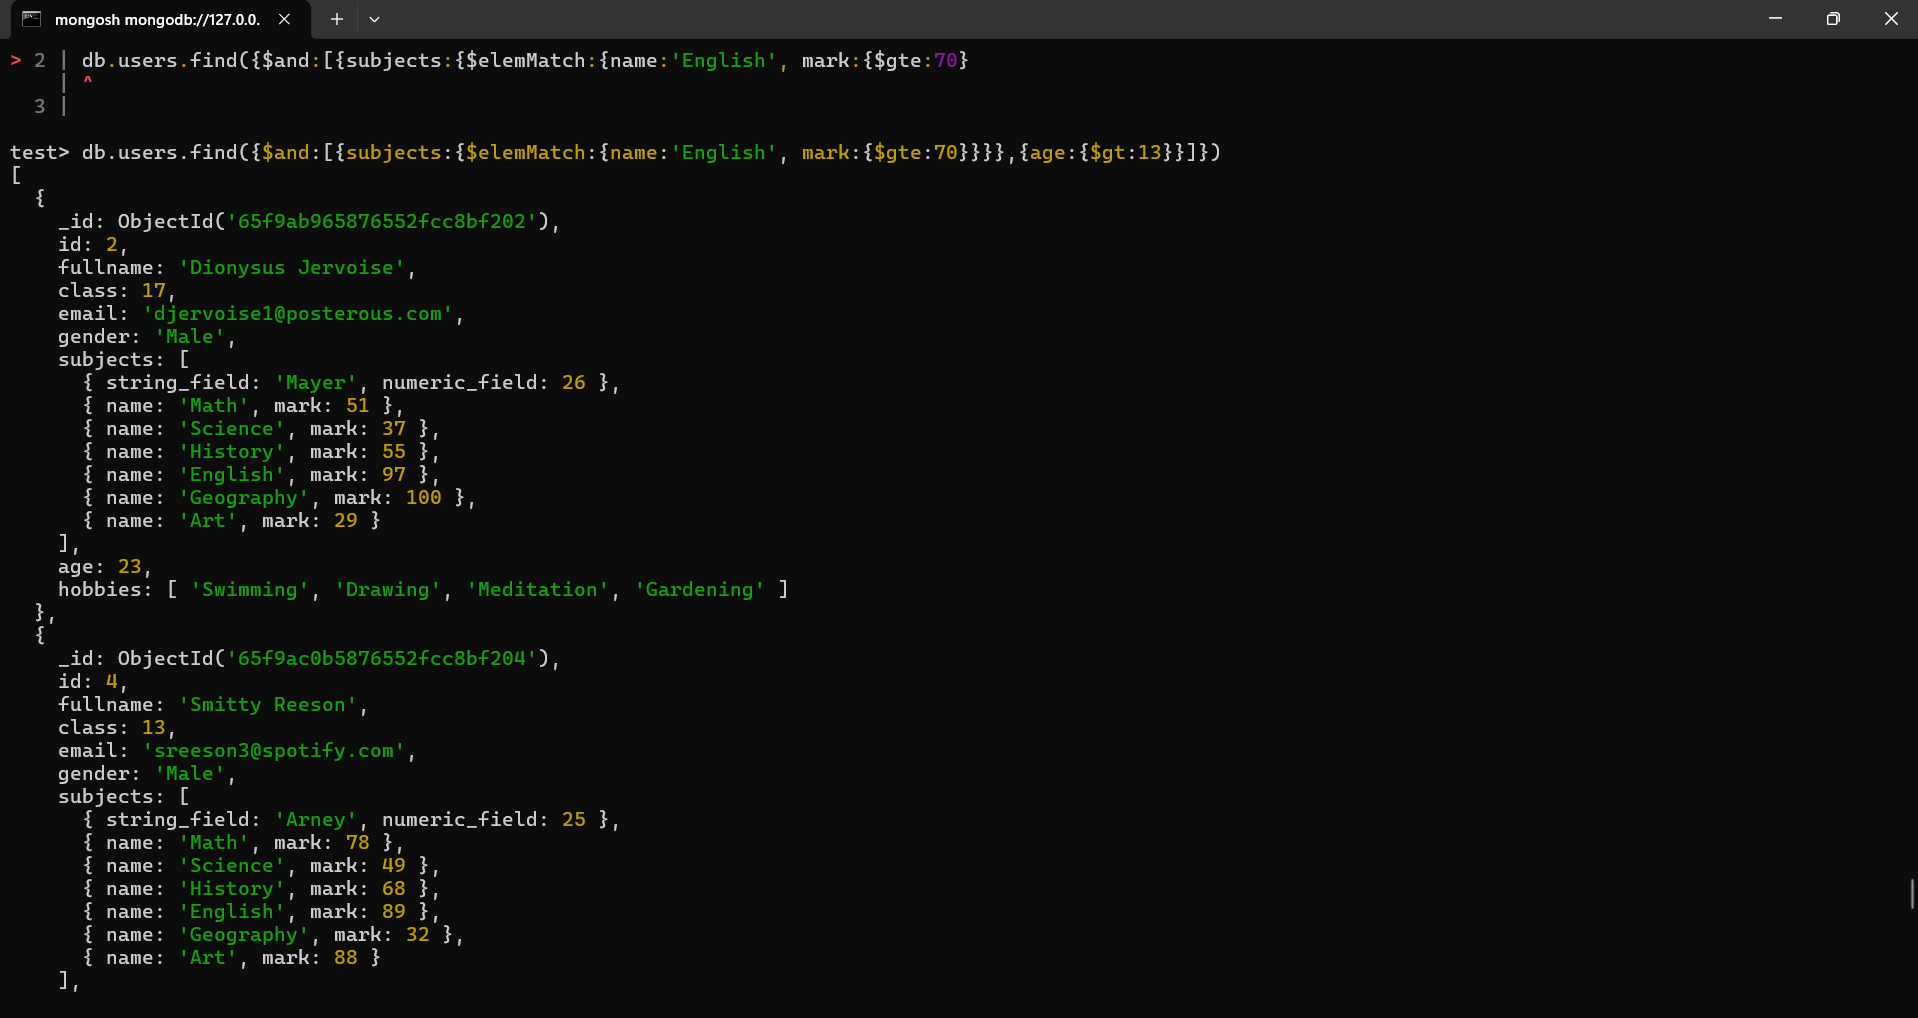 mongosh mongodb://127.0.0.
> 2 | db.users.find({$and:[{subjects:{$elemMatch:{name:'English', mark:{$gte:70}
| ^
3 |
test> db.users.find({$and:[{subjects:{$elemMatch:{name:'English', mark:{$gte:70}}}},{age:{$gt:13}}]})
[
{
_id: ObjectId('65f9ab965876552fcc8bf202'),
id: 2,
fullname: 'Dionysus Jervoise',
class: 17,
email: 'djervoise1@posterous.com',
gender: 'Male',
subjects: [
{ string_field: 'Mayer', numeric_field: 26 },
{ name: 'Math', mark: 51 },
{ name: 'Science', mark: 37 },
{ name: 'History', mark: 55 },
{ name: 'English', mark: 97 },
{ name: 'Geography', mark: 100 },
{ name: 'Art', mark: 29 }
],
age: 23,
hobbies: [ 'Swimming', 'Drawing', 'Meditation', 'Gardening' ]
},
{
_id: ObjectId('65f9ac0b5876552fcc8bf204'),
id: 4,
fullname: 'Smitty Reeson',
class: 13,
email: 'sreeson3@spotify.com',
gender: 'Male',
subjects: [
{ string_field: 'Arney', numeric_field: 25 },
{ name: 'Math', mark: 78 },
{ name: 'Science', mark: 49 },
{ name: 'History', mark: 68 },
{ name: 'English', mark: 89 },
{ name: 'Geography', mark: 32 },
{ name: 'Art', mark: 88 }
],